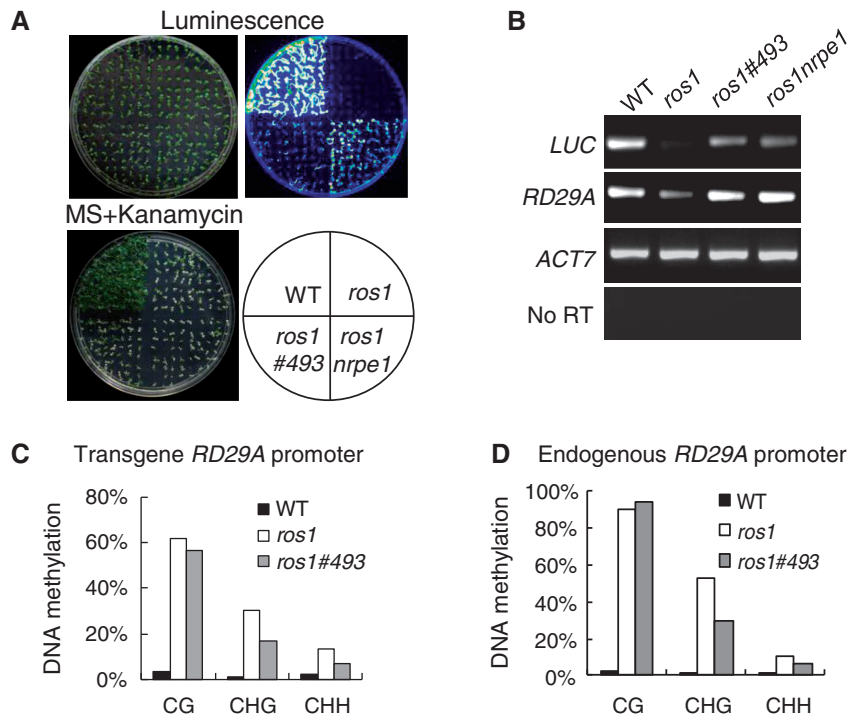 A
Luminescence
MS+Kanamycin
WT
ros1
ros1
#493
ros1
nrpe1
B
WT
ros1
ros1#493
ros1nrpe1
LUC
RD29A
ACT7
No RT
C
Transgene RD29A promoter
DNA methylation
80%
60%
40%
20%
0%
WT
ros1
ros1#493
CG
CHG
CHH
D
Endogenous RD29A promoter
DNA methylation
100%
80%
60%
40%
20%
0%
WT
ros1
ros1#493
CG
CHG
CHH